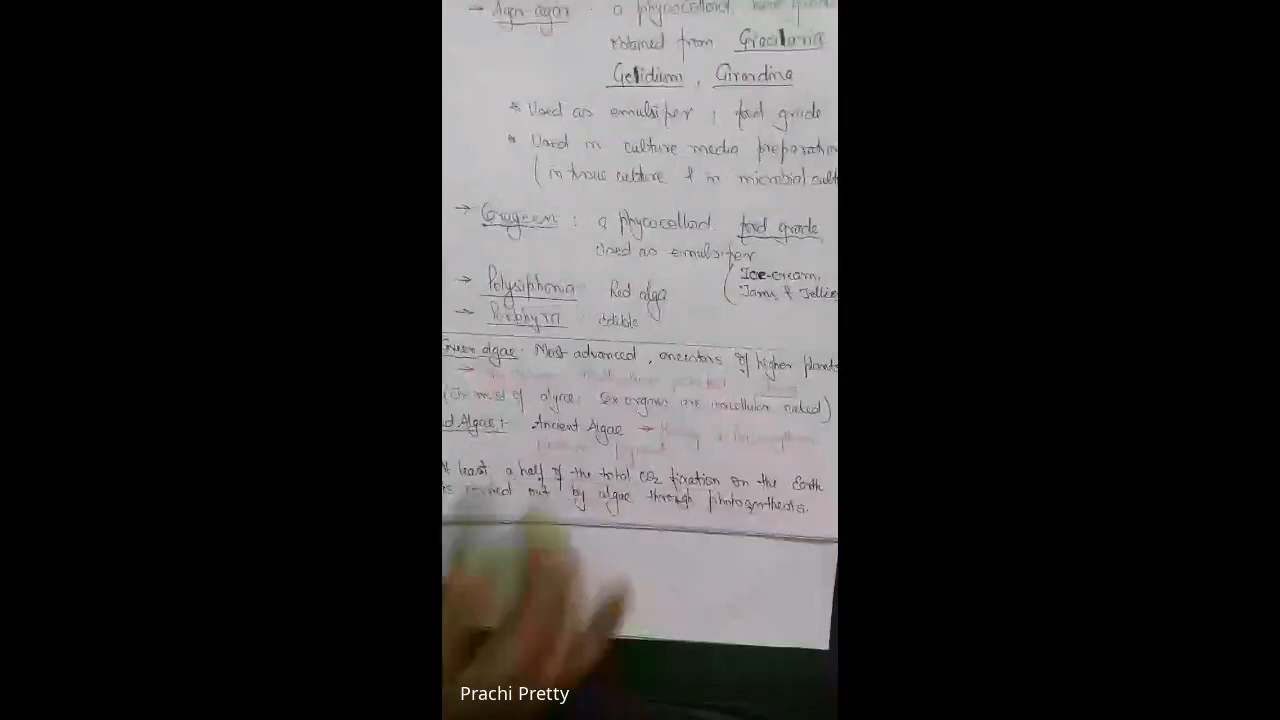 → Agar-agar : a phycocolloid
obtained from Gracilaria
Gelidium, Girardina
* Used as emulsifer ; food grade
* Used in culture media preparation
(in tissue culture & in microbial cult
→ Carageen : a phycocolloid. food grade
Used as emulsifer
(Ice-cream,
Jams & Jellies
→ Polysiphonia Red alga
→ Porphyra : edible
Green algae. Most advanced, ancestors of higher plants
→
(In most of algae, Sex organs are unicellular naked)
d Algae :- Ancient Algae →
At least a half of the total CO2 fixation on the Earth
is carried out by algae through photosynthesis.
Prachi Pretty